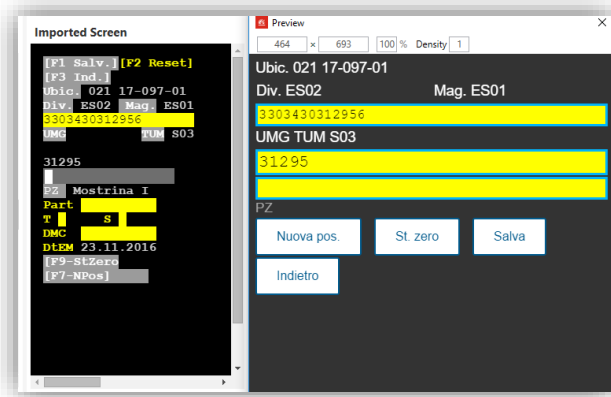 Imported Screen
[F1 Salv.] [F2 Reset]
[F3 Ind.]
Ubic. 021 17-097-01
Div. ES02 Mag. ES01
3303430312956
UMG TUM S03
31295
PZ Mostrina I
Part
T S
DMC
DtEM 23.11.2016
[F9-StZero
[F7-NPos]
Preview
464 × 693 100 % Density 1
Ubic. 021 17-097-01
Div. ES02 Mag. ES01
3303430312956
UMG TUM S03
31295
PZ
Nuova pos. St. zero Salva
Indietro